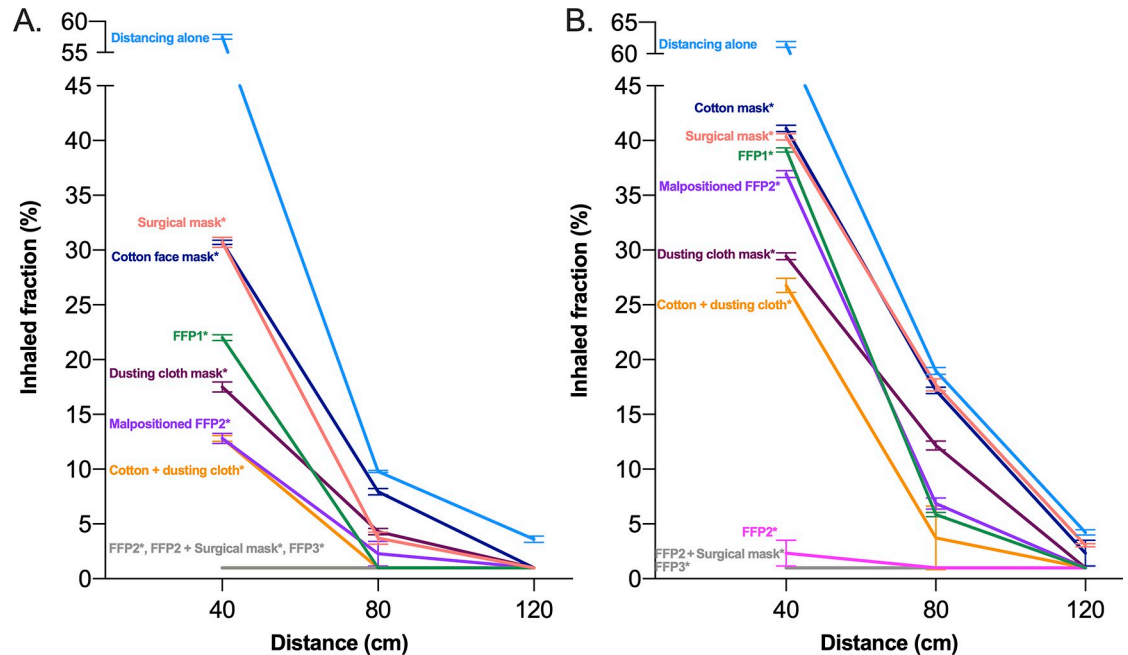 A.
60
55
45
40
35
30
25
20
15
10
5
0
Inhaled fraction (%)
Distancing alone
Surgical mask*
Cotton face mask*
FFP1*
Dusting cloth mask*
Malpositioned FFP2*
Cotton + dusting cloth*
FFP2*, FFP2 + Surgical mask*, FFP3*
40 80 120
Distance (cm)
B.
65
60
45
40
35
30
25
20
15
10
5
0
Inhaled fraction (%)
Distancing alone
Cotton mask*
Surgical mask*
FFP1*
Malpositioned FFP2*
Dusting cloth mask*
Cotton + dusting cloth*
FFP2*
FFP2 + Surgical mask*
FFP3*
40 80 120
Distance (cm)